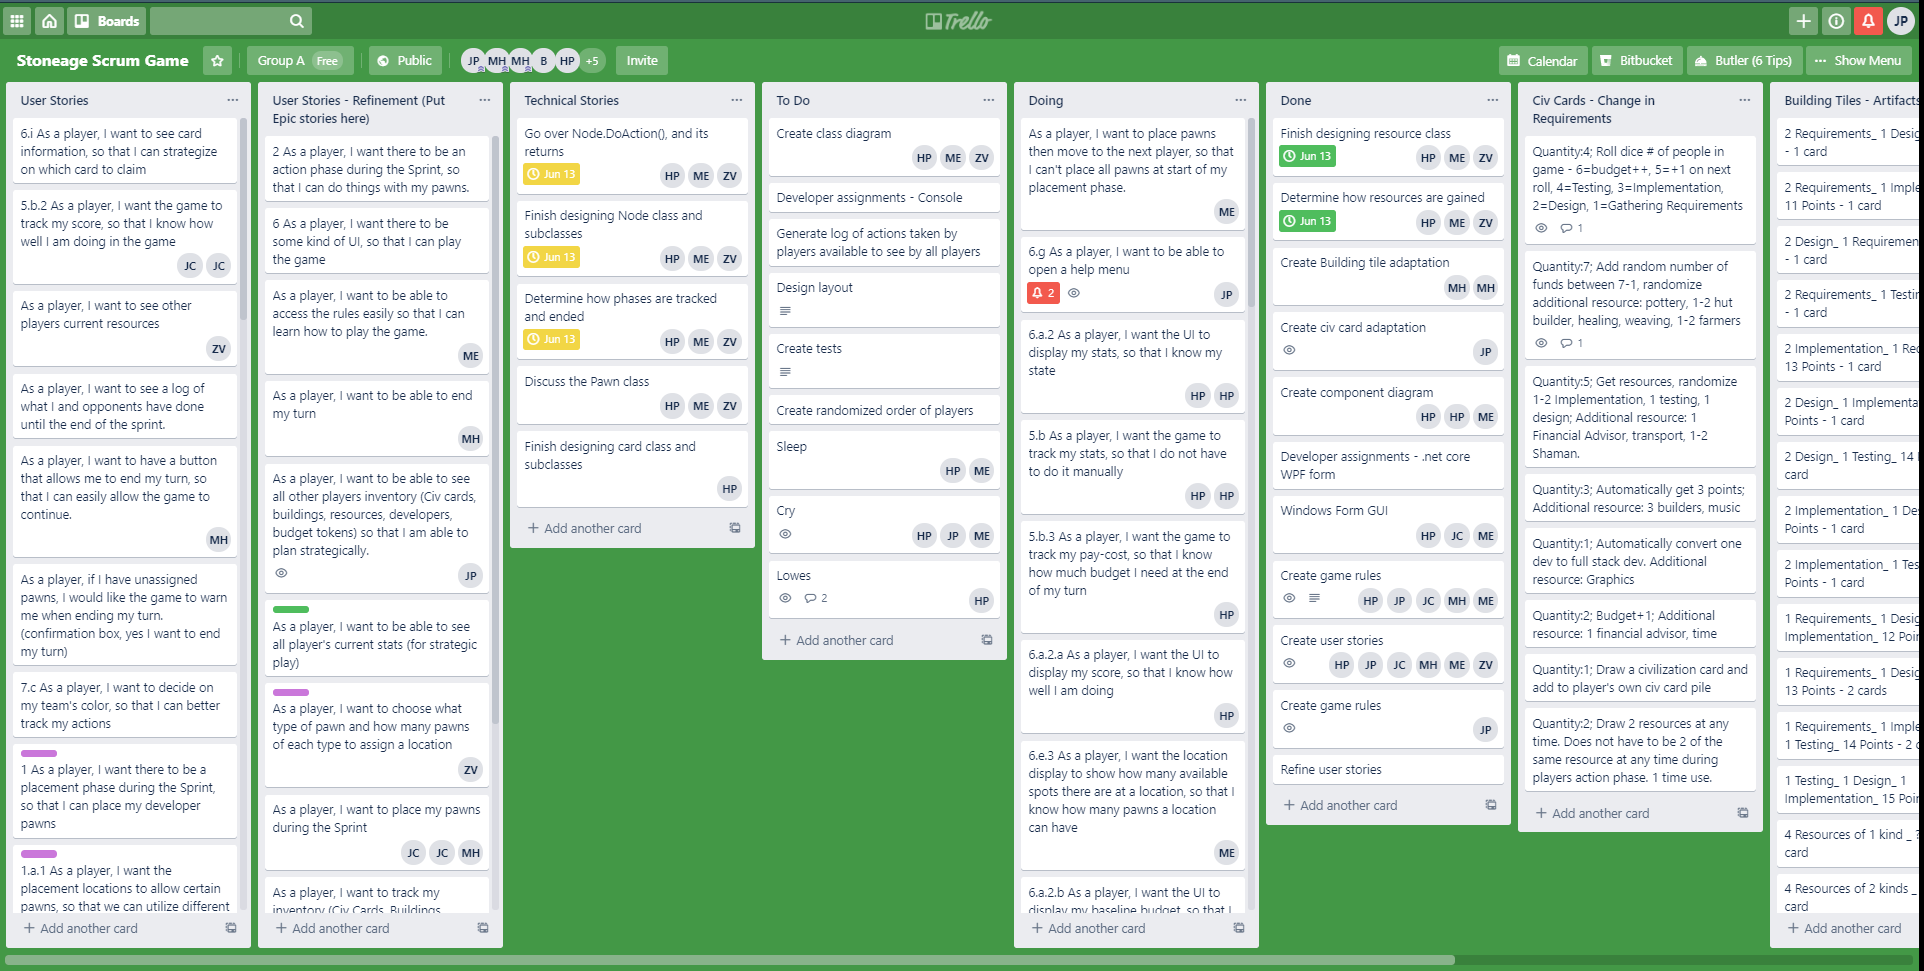 Boards
Trello
JP
Stoneage Scrum Game
Group A Free
Public
JP MH MH B HP +5
Invite
Calendar
Bitbucket
Butler (6 Tips)
Show Menu
User Stories
6.i As a player, I want to see card
information, so that I can strategize
on which card to claim
5.b.2 As a player, I want the game to
track my score, so that I know how
well I am doing in the game
JC JC
As a player, I want to see other
players current resources
ZV
As a player, I want to see a log of
what I and opponents have done
until the end of the sprint.
As a player, I want to have a button
that allows me to end my turn, so
that I can easily allow the game to
continue.
MH
As a player, if I have unassigned
pawns, I would like the game to warn
me when ending my turn.
(confirmation box, yes I want to end
my turn)
7.c As a player, I want to decide on
my team's color, so that I can better
track my actions
1 As a player, I want there to be a
placement phase during the Sprint,
so that I can place my developer
pawns
1.a.1 As a player, I want the
placement locations to allow certain
pawns, so that we can utilize different
+ Add another card
User Stories - Refinement (Put
Epic stories here)
2 As a player, I want there to be an
action phase during the Sprint, so
that I can do things with my pawns.
6 As a player, I want there to be
some kind of UI, so that I can play
the game
As a player, I want to be able to
access the rules easily so that I can
learn how to play the game.
ME
As a player, I want to be able to end
my turn
MH
As a player, I want to be able to see
all other players inventory (Civ cards,
buildings, resources, developers,
budget tokens) so that I am able to
plan strategically.
JP
As a player, I want to be able to see
all player's current stats (for strategic
play)
As a player, I want to choose what
type of pawn and how many pawns
of each type to assign a location
ZV
As a player, I want to place my pawns
during the Sprint
JC JC MH
As a player, I want to track my
inventory (Civ Cards, Buildings,
+ Add another card
Technical Stories
Go over Node.DoAction(), and its
returns
Jun 13 HP ME ZV
Finish designing Node class and
subclasses
Jun 13 HP ME ZV
Determine how phases are tracked
and ended
Jun 13 HP ME ZV
Discuss the Pawn class
HP ME ZV
Finish designing card class and
subclasses
HP
+ Add another card
To Do
Create class diagram
HP ME ZV
Developer assignments - Console
Generate log of actions taken by
players available to see by all players
Design layout
Create tests
Create randomized order of players
Sleep
HP ME
Cry
HP JP ME
Lowes
2 HP
+ Add another card
Doing
As a player, I want to place pawns
then move to the next player, so that
I can't place all pawns at start of my
placement phase.
ME
6.g As a player, I want to be able to
open a help menu
2 JP
6.a.2 As a player, I want the UI to
display my stats, so that I know my
state
HP HP
5.b As a player, I want the game to
track my stats, so that I do not have
to do it manually
HP HP
5.b.3 As a player, I want the game to
track my pay-cost, so that I know
how much budget I need at the end
of my turn
HP
6.a.2.a As a player, I want the UI to
display my score, so that I know how
well I am doing
HP
6.e.3 As a player, I want the location
display to show how many available
spots there are at a location, so that I
know how many pawns a location
can have
ME
6.a.2.b As a player, I want the UI to
display my baseline budget, so that I
+ Add another card
Done
Finish designing resource class
Jun 13 HP ME ZV
Determine how resources are gained
Jun 13 HP ME ZV
Create Building tile adaptation
MH MH
Create civ card adaptation
JP
Create component diagram
HP HP ME
Developer assignments - .net core
WPF form
Windows Form GUI
HP JC ME
Create game rules
HP JP JC MH ME
Create user stories
HP JP JC MH ME ZV
Create game rules
JP
Refine user stories
+ Add another card
Civ Cards - Change in
Requirements
Quantity:4; Roll dice # of people in
game - 6=budget++, 5=+1 on next
roll, 4=Testing, 3=Implementation,
2=Design, 1=Gathering Requirements
1
Quantity:7; Add random number of
funds between 7-1, randomize
additional resource: pottery, 1-2 hut
builder, healing, weaving, 1-2 farmers
1
Quantity:5; Get resources, randomize
1-2 Implementation, 1 testing, 1
design; Additional resource: 1
Financial Advisor, transport, 1-2
Shaman.
Quantity:3; Automatically get 3 points;
Additional resource: 3 builders, music
Quantity:1; Automatically convert one
dev to full stack dev. Additional
resource: Graphics
Quantity:2; Budget+1; Additional
resource: 1 financial advisor, time
Quantity:1; Draw a civilization card and
add to player's own civ card pile
Quantity:2; Draw 2 resources at any
time. Does not have to be 2 of the
same resource at any time during
players action phase. 1 time use.
+ Add another card
Building Tiles - Artifacts
2 Requirements_ 1 Desig
- 1 card
2 Requirements_ 1 Imple
11 Points - 1 card
2 Design_ 1 Requiremen
- 1 card
2 Requirements_ 1 Testin
- 1 card
2 Implementation_ 1 Rec
13 Points - 1 card
2 Design_ 1 Implementa
Points - 1 card
2 Design_ 1 Testing_ 14
card
2 Implementation_ 1 Des
Points - 1 card
2 Implementation_ 1 Tes
Points - 1 card
1 Requirements_ 1 Desig
Implementation_ 12 Poin
1 Requirements_ 1 Desig
13 Points - 2 cards
1 Requirements_ 1 Imple
1 Testing_ 14 Points - 2 c
1 Testing_ 1 Design_ 1
Implementation_ 15 Poin
4 Resources of 1 kind _ ?
card
4 Resources of 2 kinds _
card
+ Add another card